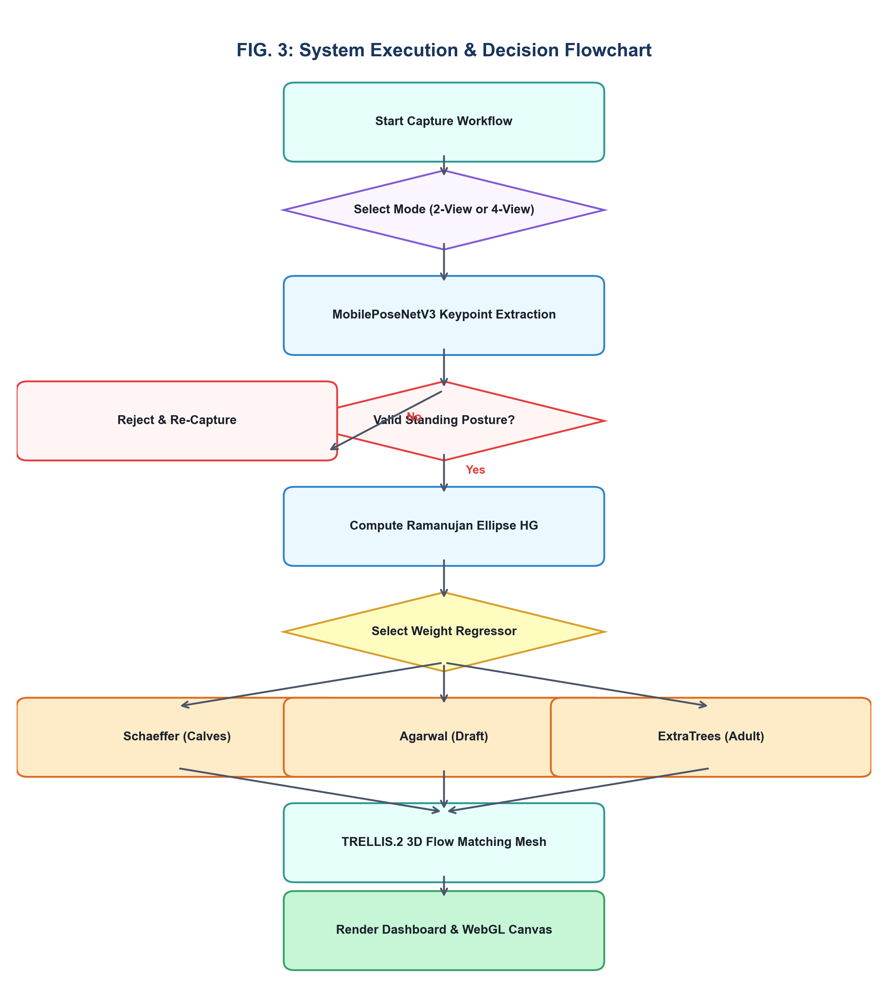 FIG. 3: System Execution & Decision Flowchart
Start Capture Workflow
Select Mode (2-View or 4-View)
MobilePoseNetV3 Keypoint Extraction
Reject & Re-Capture
Valid Standing Posture?
No
Yes
Compute Ramanujan Ellipse HG
Select Weight Regressor
Schaeffer (Calves)
Agarwal (Draft)
ExtraTrees (Adult)
TRELLIS.2 3D Flow Matching Mesh
Render Dashboard & WebGL Canvas